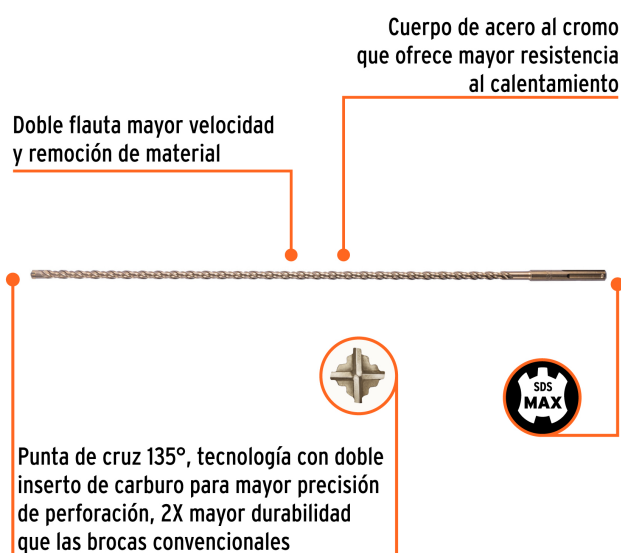 Cuerpo de acero al cromo
que ofrece mayor resistencia
al calentamiento
Doble flauta mayor velocidad
y remoción de material
SDS
MAX
Punta de cruz 135°, tecnología con doble
inserto de carburo para mayor precisión
de perforación, 2X mayor durabilidad
que las brocas convencionales